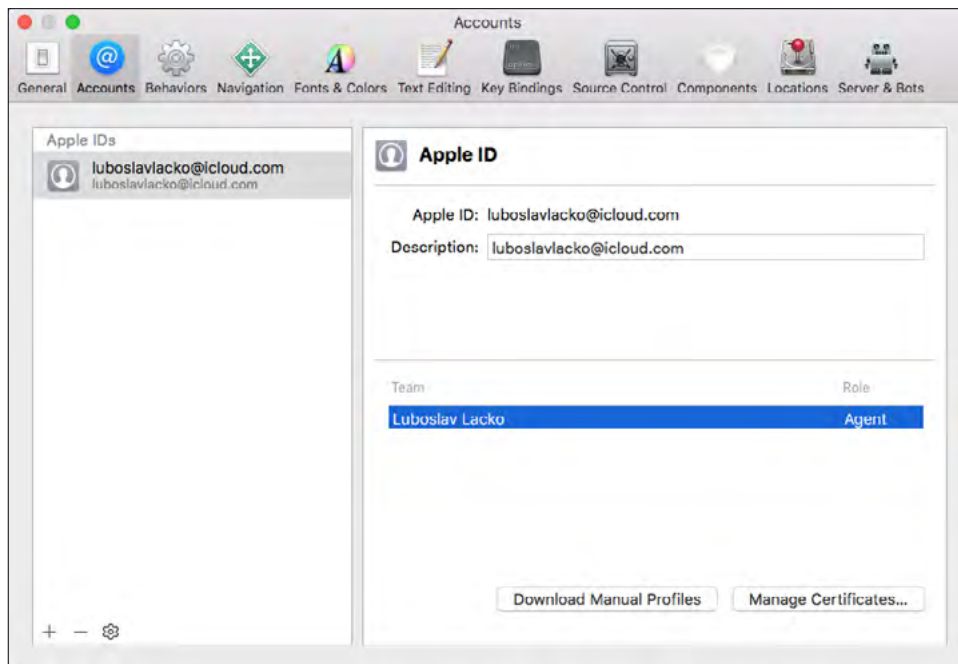 Accounts
General Accounts Behaviors Navigation Fonts & Colors Text Editing Key Bindings Source Control Components Locations Server & Bots
Apple IDs
luboslavlacko@icloud.com
luboslavlacko@icloud.com
Apple ID
Apple ID: luboslavlacko@icloud.com
Description: luboslavlacko@icloud.com
Team Role
Luboslav Lacko Agent
Download Manual Profiles Manage Certificates...